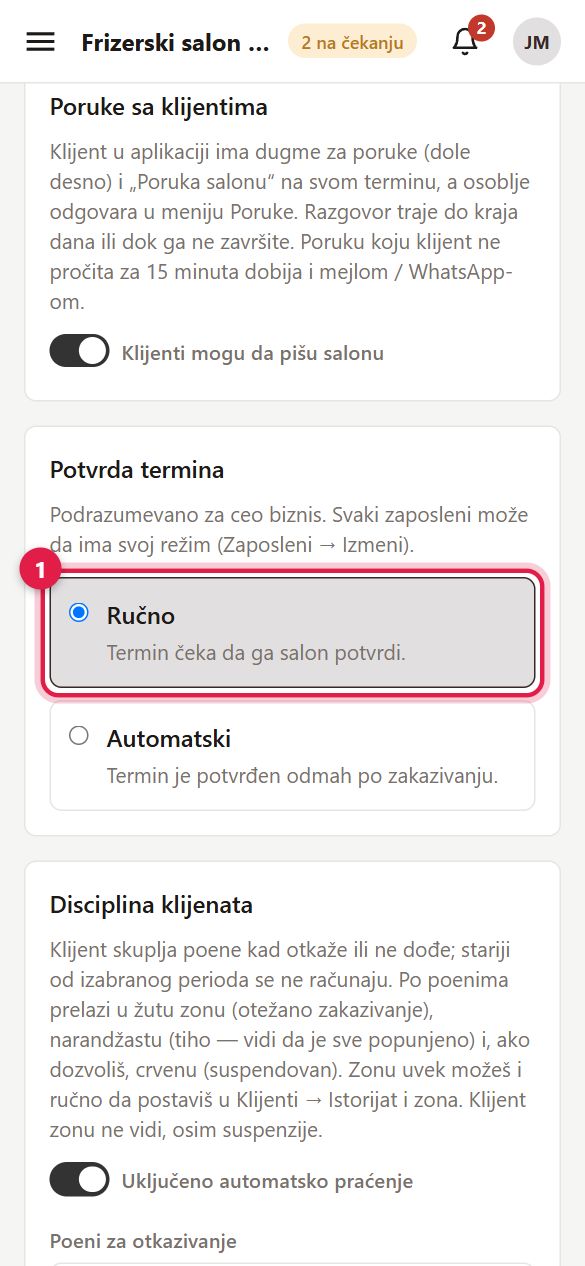 Frizerski salon ...
2 na čekanju
2
JM
Poruke sa klijentima
Klijent u aplikaciji ima dugme za poruke (dole
desno) i „Poruka salonu“ na svom terminu, a osoblje
odgovara u meniju Poruke. Razgovor traje do kraja
dana ili dok ga ne završite. Poruku koju klijent ne
pročita za 15 minuta dobija i mejlom / WhatsApp-
om.
Klijenti mogu da pišu salonu
Potvrda termina
Podrazumevano za ceo biznis. Svaki zaposleni može
da ima svoj režim (Zaposleni → Izmeni).
1
Ručno
Termin čeka da ga salon potvrdi.
Automatski
Termin je potvrđen odmah po zakazivanju.
Disciplina klijenata
Klijent skuplja poene kad otkaže ili ne dođe; stariji
od izabranog perioda se ne računaju. Po poenima
prelazi u žutu zonu (otežano zakazivanje),
narandžastu (tiho — vidi da je sve popunjeno) i, ako
dozvoliš, crvenu (suspendovan). Zonu uvek možeš i
ručno da postaviš u Klijenti → Istorijat i zona. Klijent
zonu ne vidi, osim suspenzije.
Uključeno automatsko praćenje
Poeni za otkazivanje